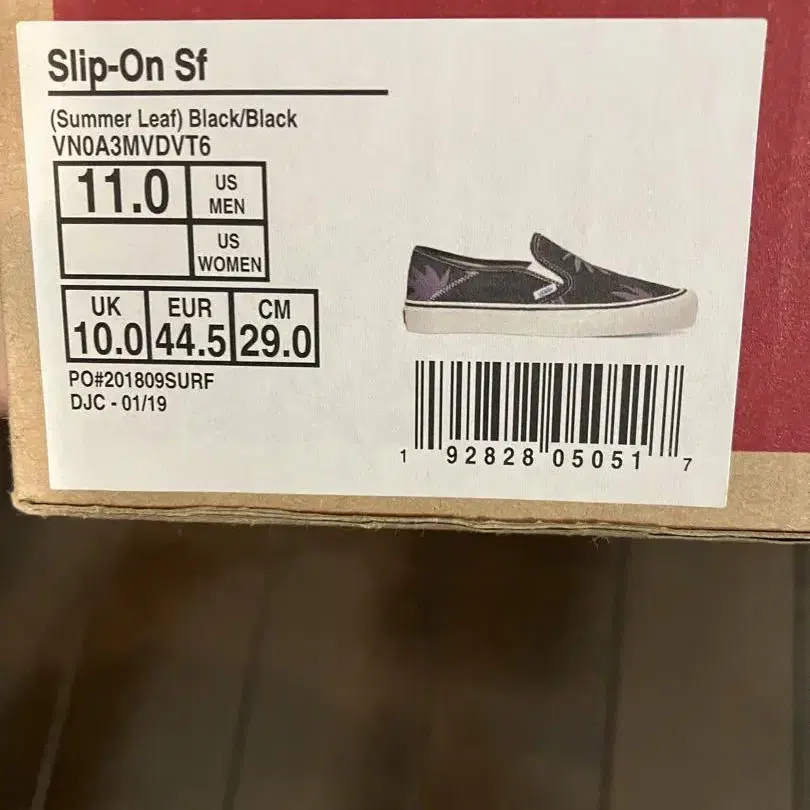 Slip-On Sf
(Summer Leaf) Black/Black
VN0A3MVDVT6
11.0 US MEN
US WOMEN
UK EUR CM
10.0 44.5 29.0
PO#201809SURF
DJC - 01/19
1 92828 05051 7